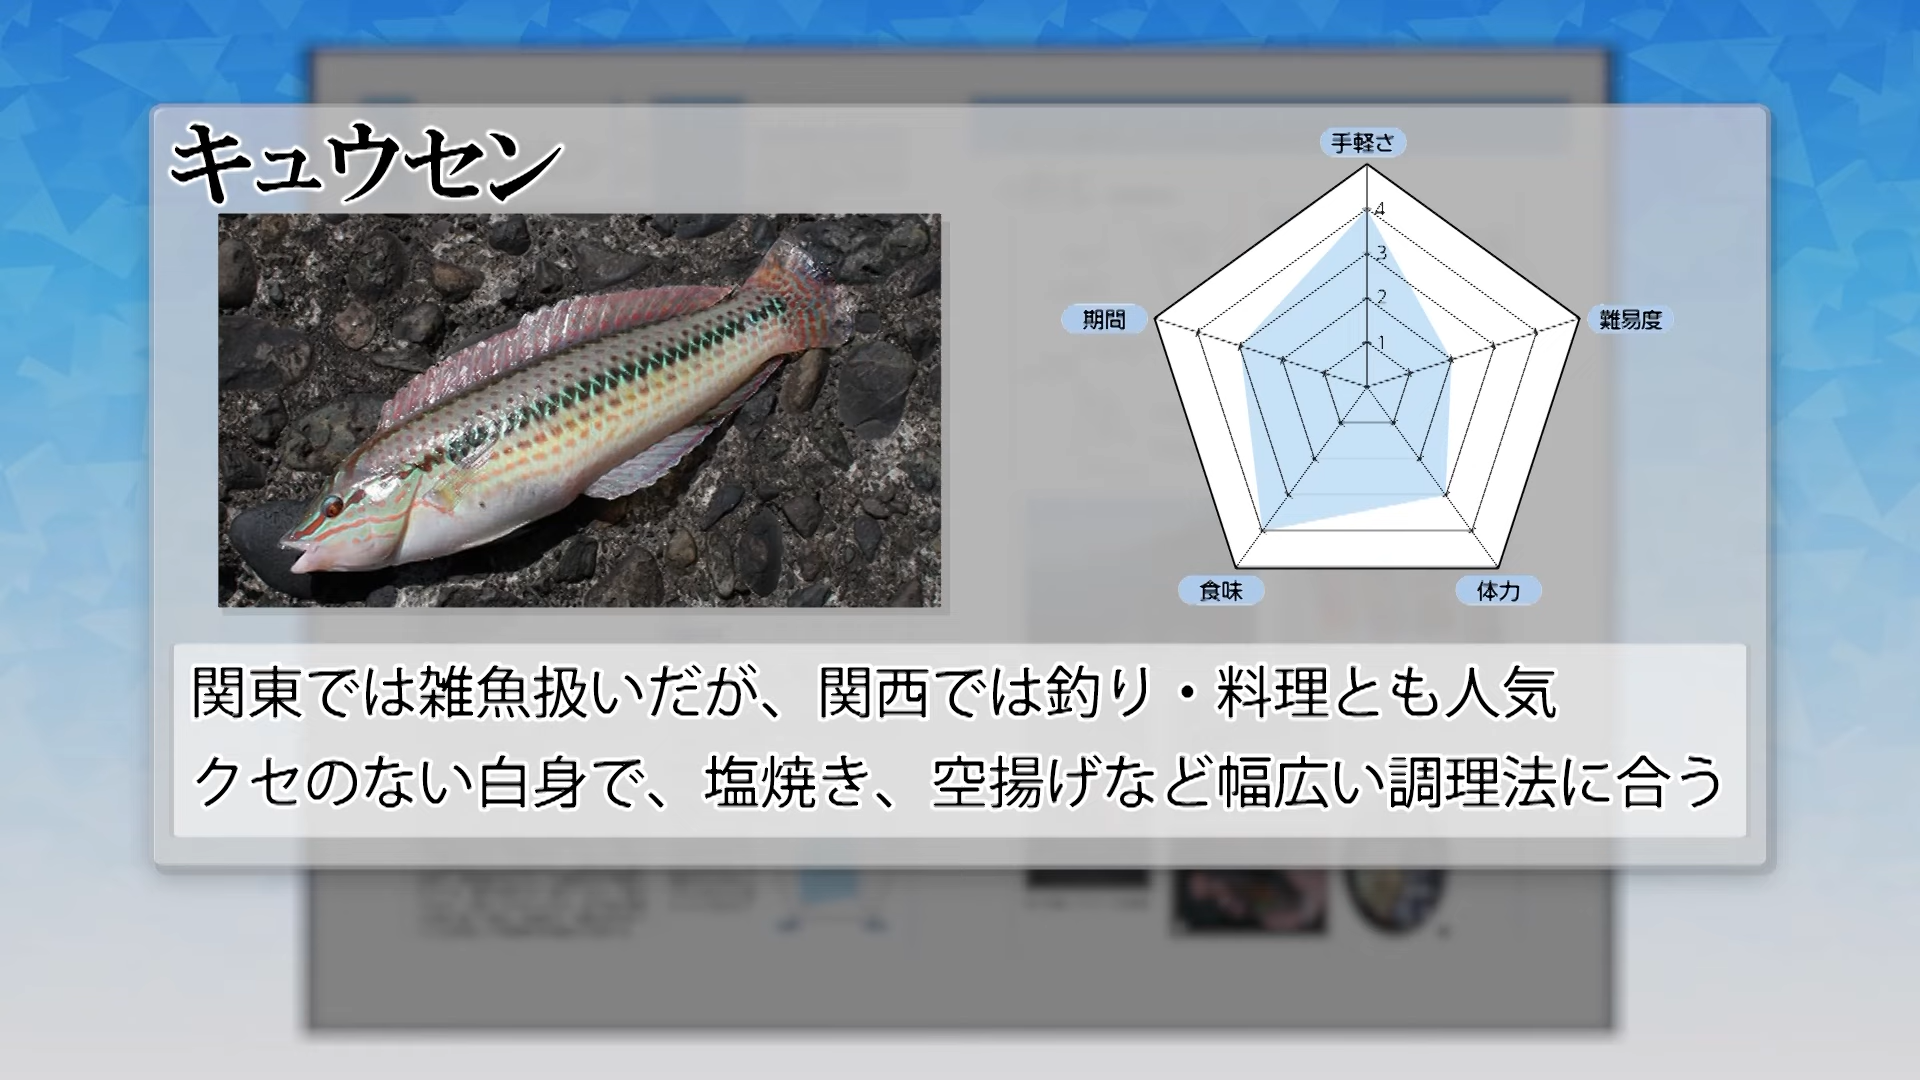 キュウセン
手軽さ
4
3
2
1
期間
難易度
食味
体力
関東では雑魚扱いだが、関西では釣り・料理とも人気
クセのない白身で、塩焼き、空揚げなど幅広い調理法に合う